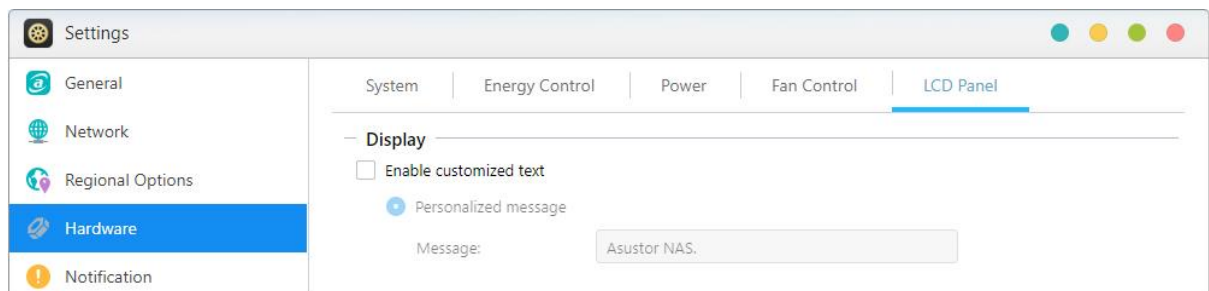 Settings
General
Network
Regional Options
Hardware
Notification
System Energy Control Power Fan Control LCD Panel
Display
Enable customized text
Personalized message
Message: Asustor NAS.